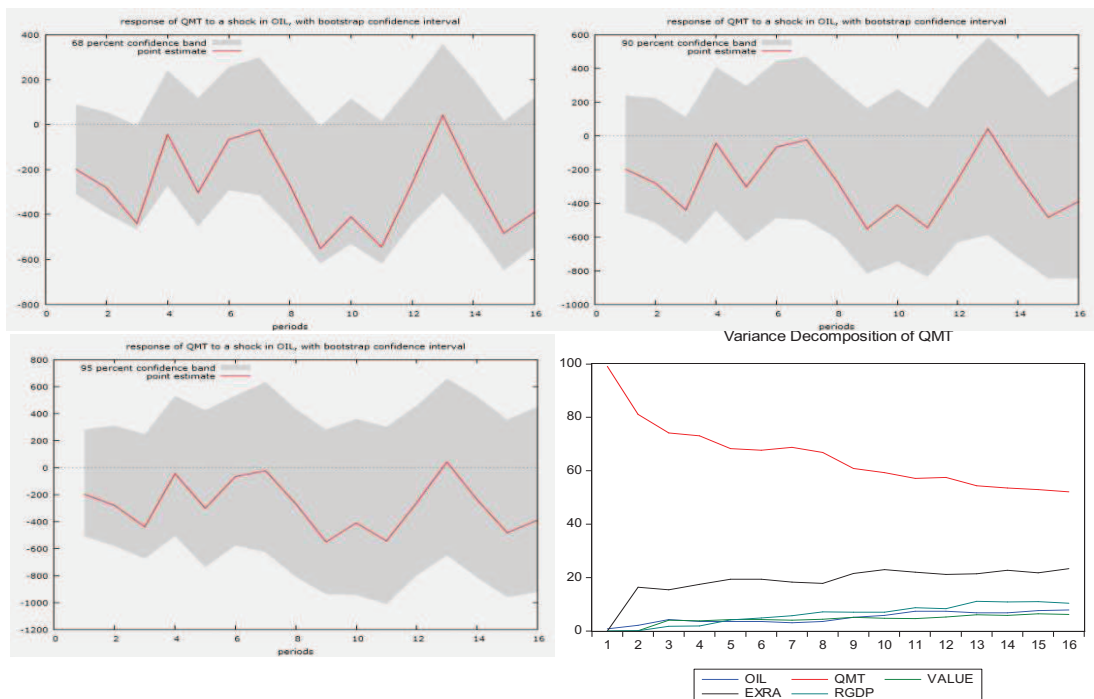 response of QMT to a shock in OIL, with bootstrap confidence interval
400
200
0
-200
-400
-600
-800
68 percent confidence band
point estimate
0 2 4 6 8 10 12 14 16
periods
response of QMT to a shock in OIL, with bootstrap confidence interval
600
400
200
0
-200
-400
-600
-800
-1000
90 percent confidence band
point estimate
0 2 4 6 8 10 12 14 16
periods
response of QMT to a shock in OIL, with bootstrap confidence interval
800
600
400
200
0
-200
-400
-600
-800
-1000
-1200
95 percent confidence band
point estimate
0 2 4 6 8 10 12 14 16
periods
Variance Decomposition of QMT
100
80
60
40
20
0
1 2 3 4 5 6 7 8 9 10 11 12 13 14 15 16
OIL QMT VALUE
EXRA RGDP